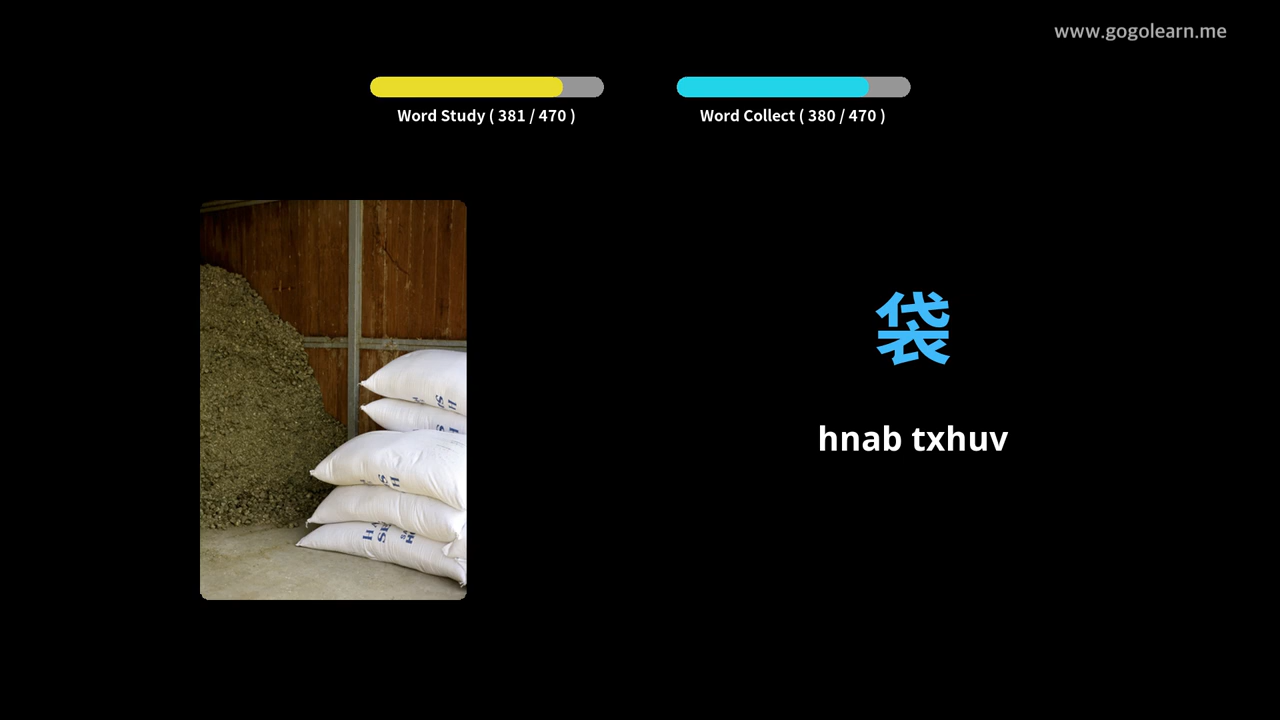 www.gogolearn.me
Word Study ( 381 / 470 )
Word Collect ( 380 / 470 )
袋
hnab txhuv